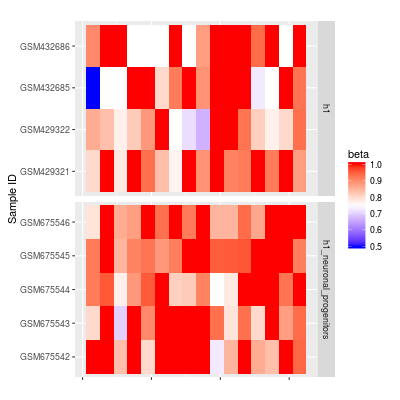 GSM432686
GSM432685
GSM429322
GSM429321
h1
GSM675546
GSM675545
GSM675544
GSM675543
GSM675542
h1_neuronal_progenitors
Sample ID
beta
1.0
0.9
0.8
0.7
0.6
0.5